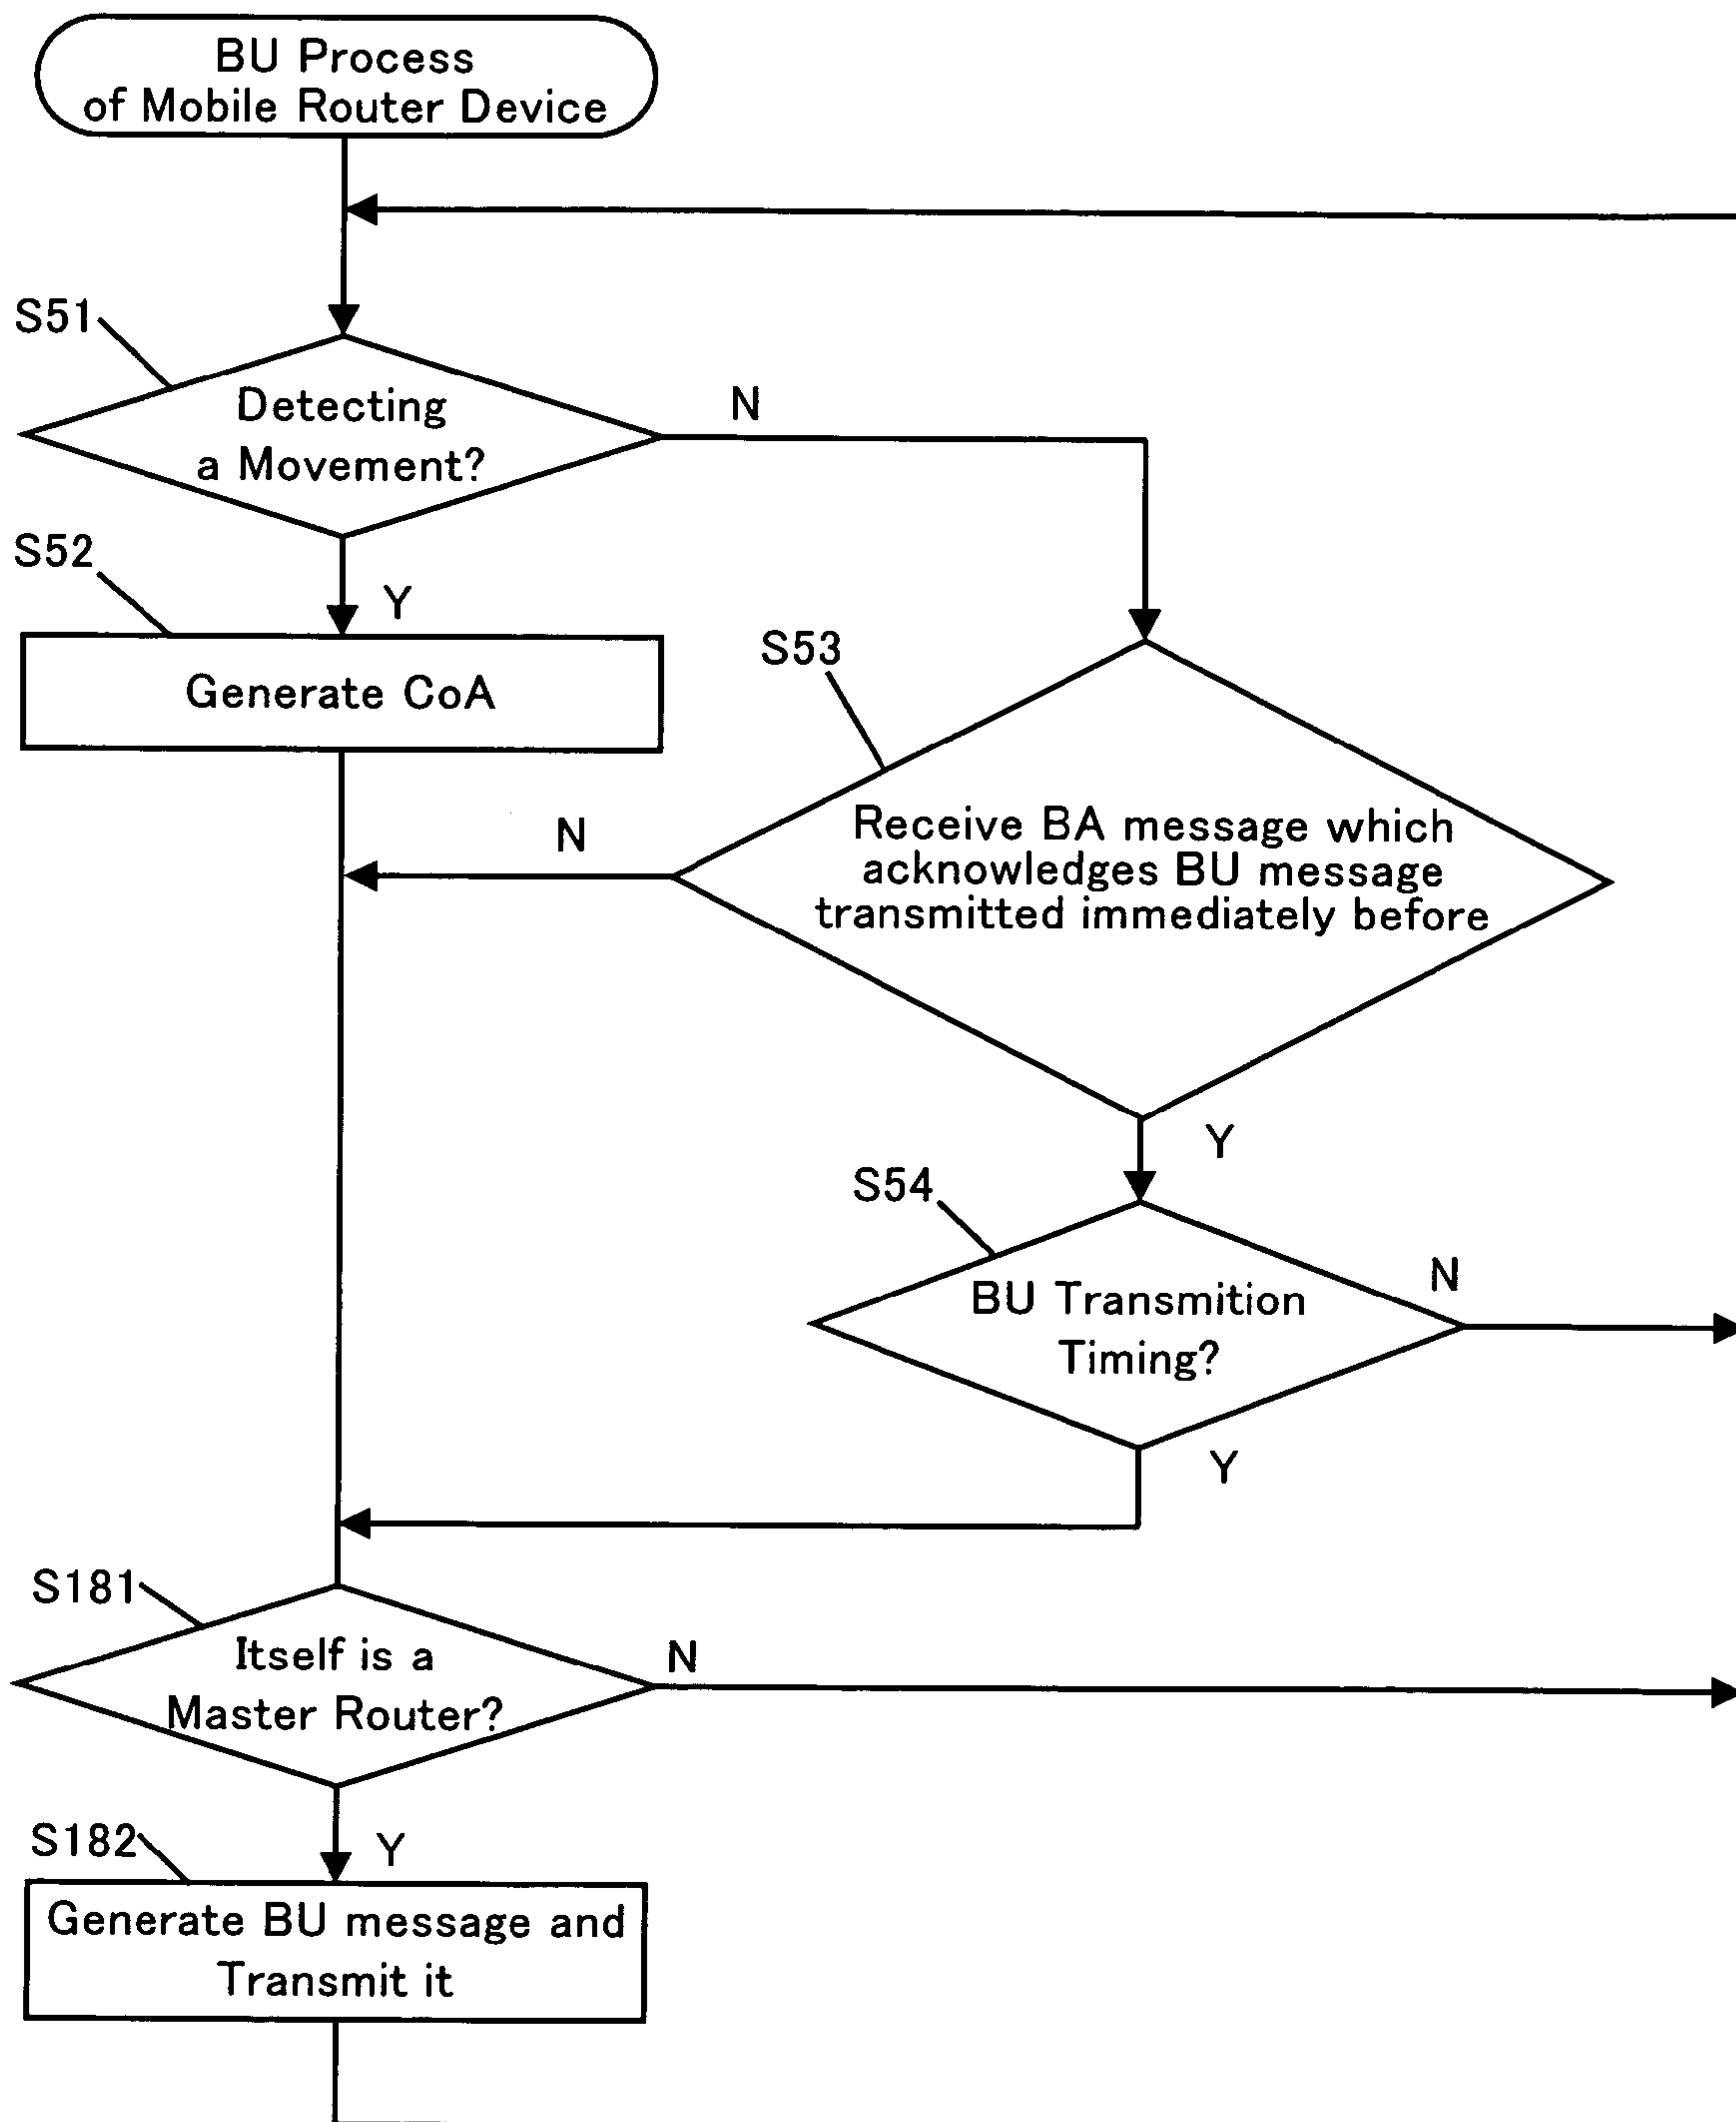 BU Process
of Mobile Router Device
S51
Detecting
a Movement?
N
S52
Y
Generate CoA
S53
Receive BA message which
acknowledges BU message
transmitted immediately before
N
Y
S54
BU Transmition
Timing?
N
Y
S181
Itself is a
Master Router?
N
S182
Y
Generate BU message and
Transmit it